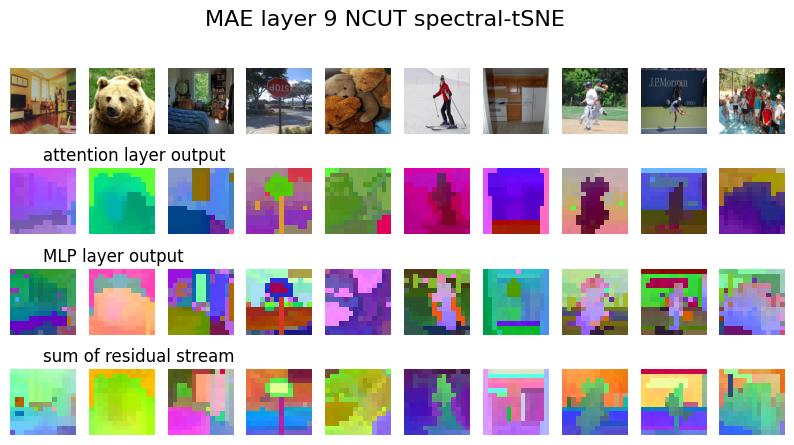 MAE layer 9 NCUT spectral-tSNE
STOP
J.P.Morgan
attention layer output
MLP layer output
sum of residual stream